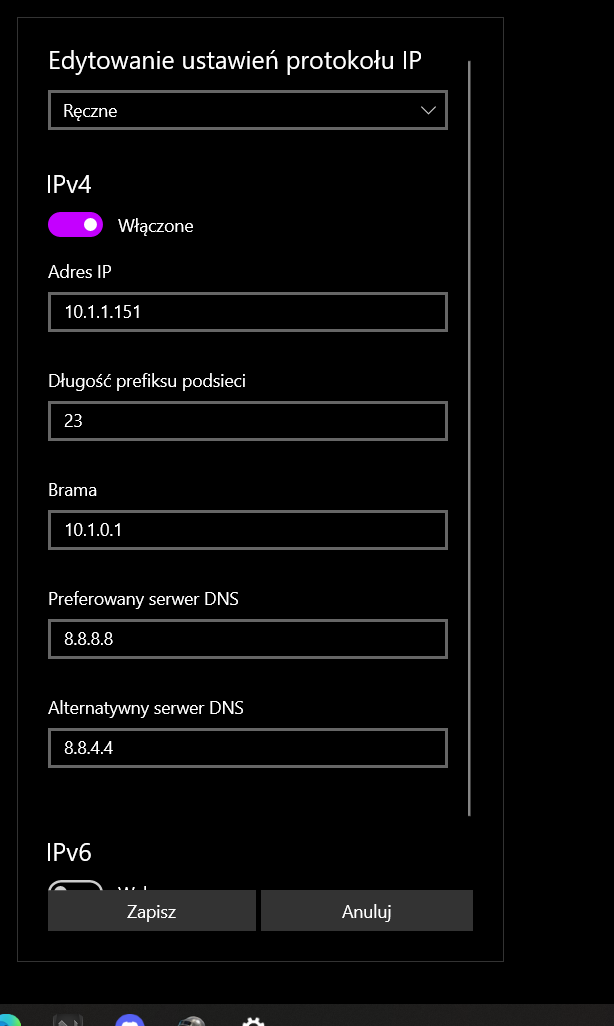 Edytowanie ustawień protokołu IP
Ręczne
IPv4
Włączone
Adres IP
10.1.1.151
Długość prefiksu podsieci
23
Brama
10.1.0.1
Preferowany serwer DNS
8.8.8.8
Alternatywny serwer DNS
8.8.4.4
IPv6
Zapisz Anuluj